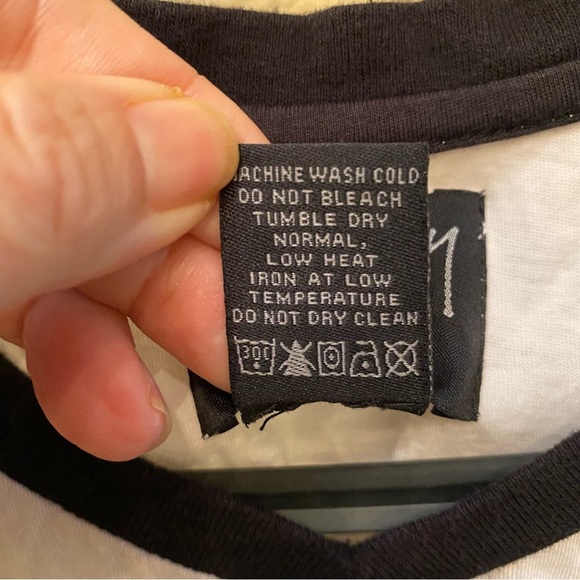 MACHINE WASH COLD
DO NOT BLEACH
TUMBLE DRY
NORMAL,
LOW HEAT
IRON AT LOW
TEMPERATURE
DO NOT DRY CLEAN
30C